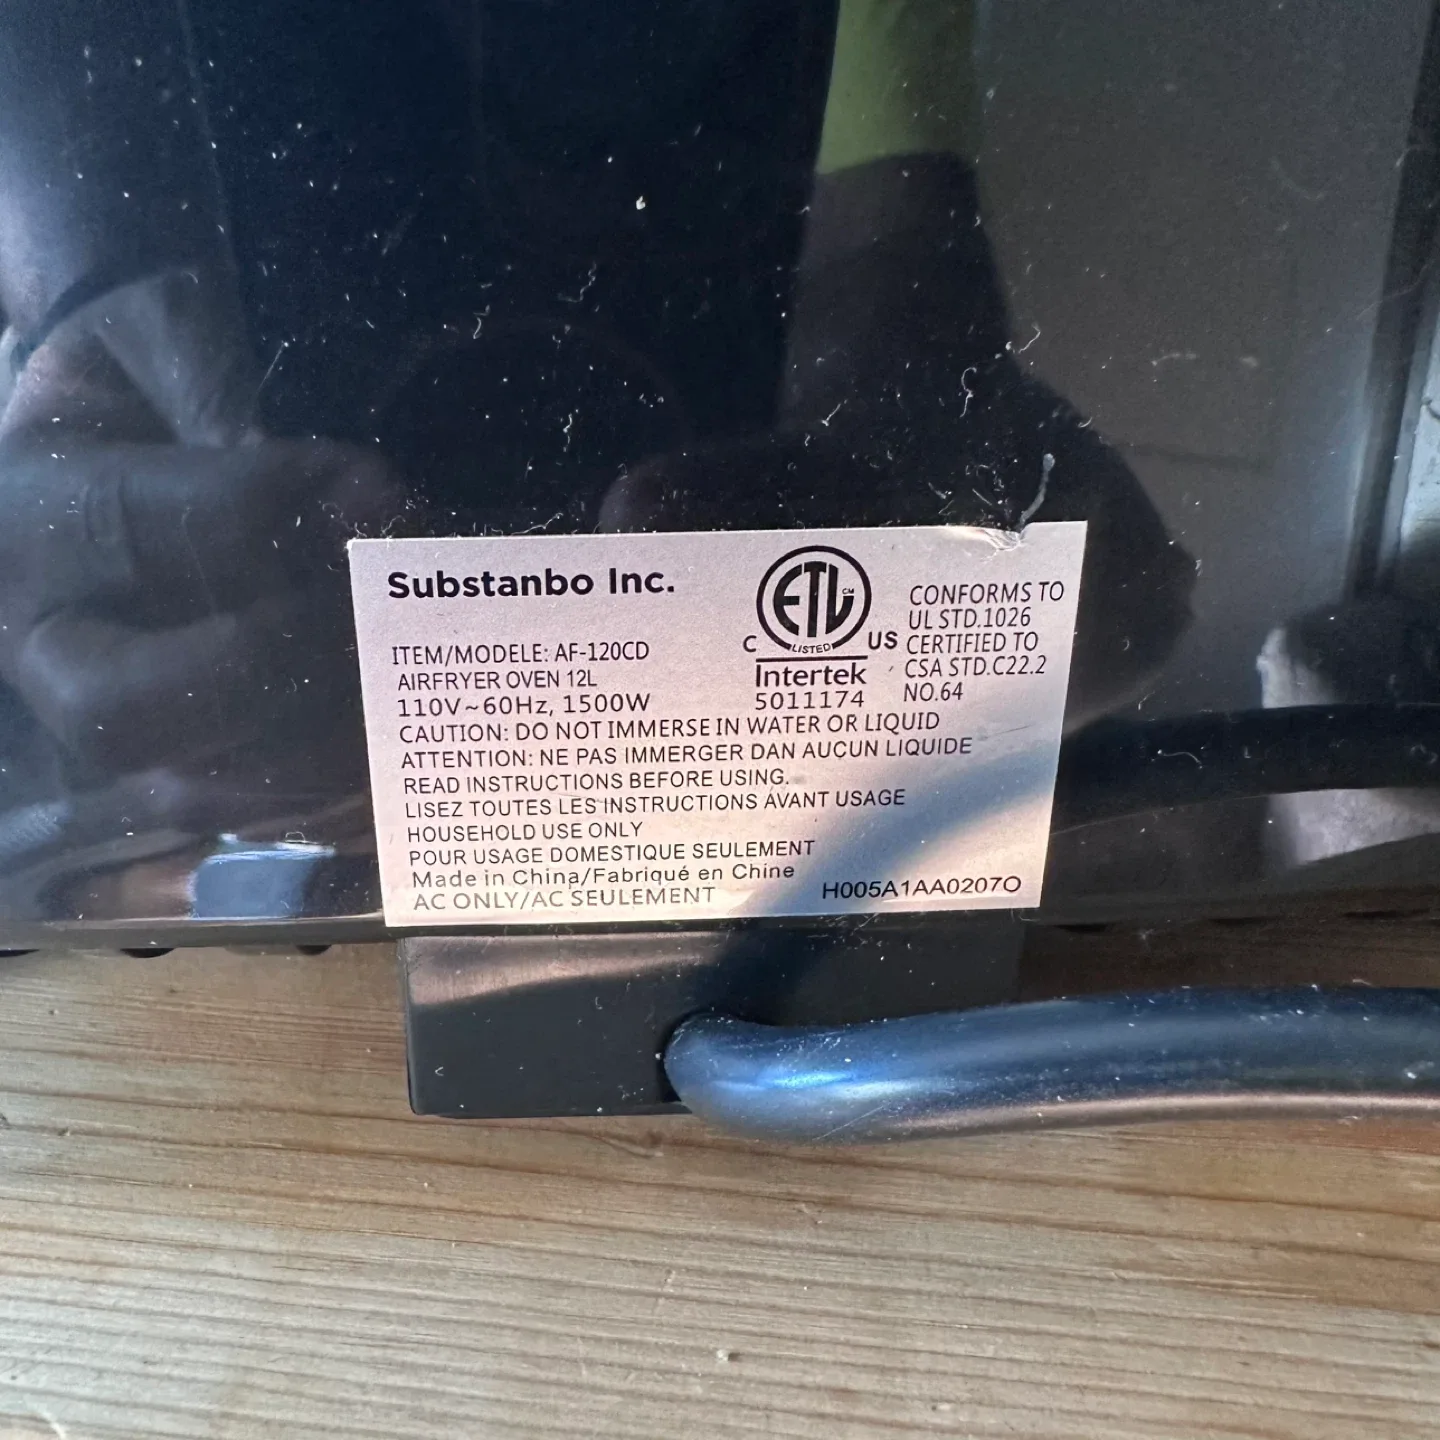 Substanbo Inc.
ITEM/MODELE: AF-120CD
AIRFRYER OVEN 12L
110V~60Hz, 1500W
ETL CM
LISTED
C US
Intertek
5011174
CONFORMS TO
UL STD.1026
CERTIFIED TO
CSA STD.C22.2
NO.64
CAUTION: DO NOT IMMERSE IN WATER OR LIQUID
ATTENTION: NE PAS IMMERGER DAN AUCUN LIQUIDE
READ INSTRUCTIONS BEFORE USING.
LISEZ TOUTES LES INSTRUCTIONS AVANT USAGE
HOUSEHOLD USE ONLY
POUR USAGE DOMESTIQUE SEULEMENT
Made in China/Fabriqué en Chine
AC ONLY/AC SEULEMENT
H005A1AA0207O